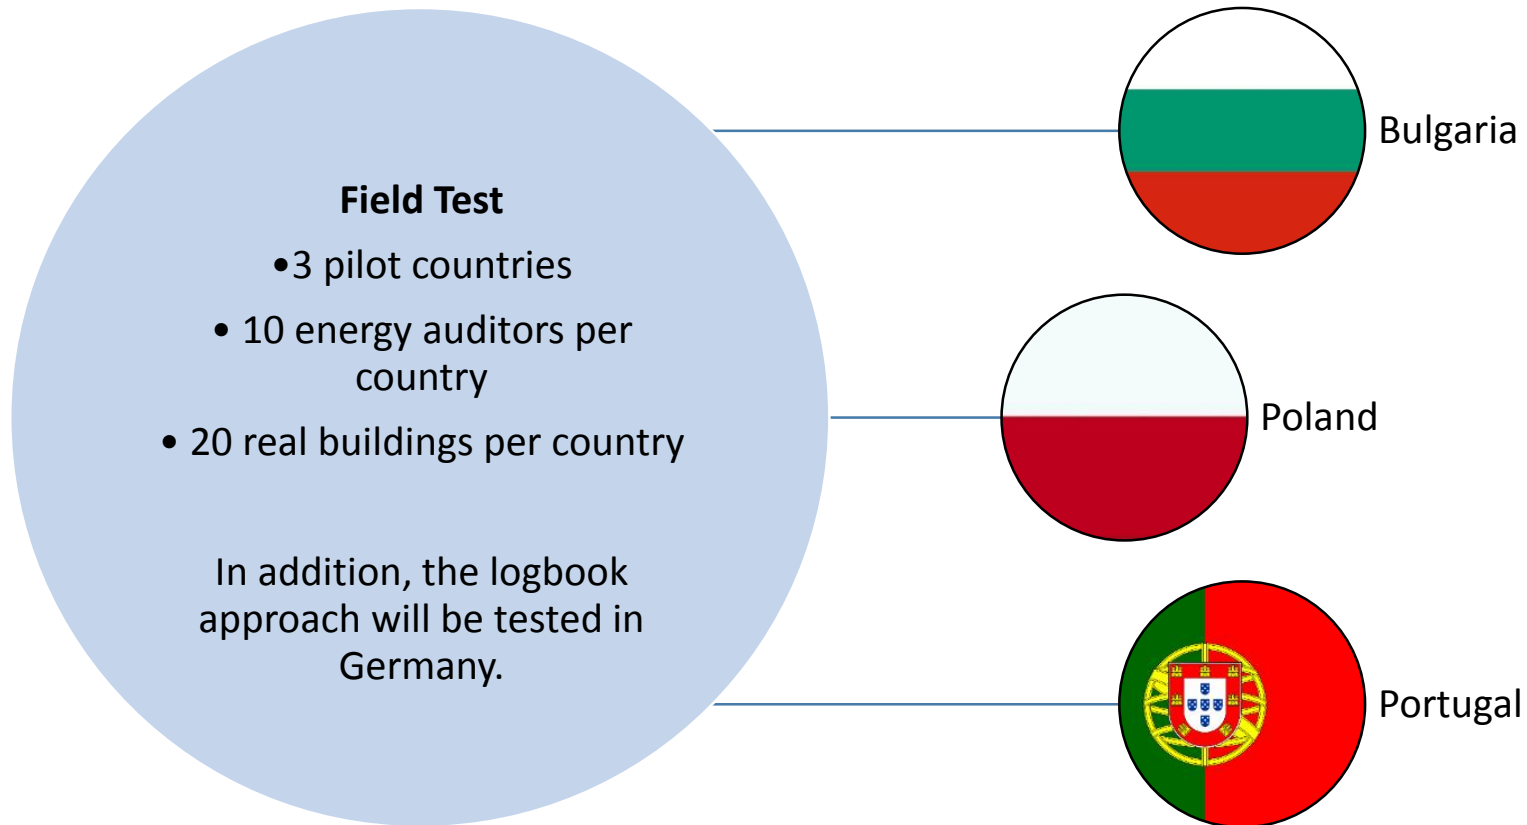 Field Test
•3 pilot countries
• 10 energy auditors per
country
• 20 real buildings per country
In addition, the logbook
approach will be tested in
Germany.
Bulgaria
Poland
Portugal